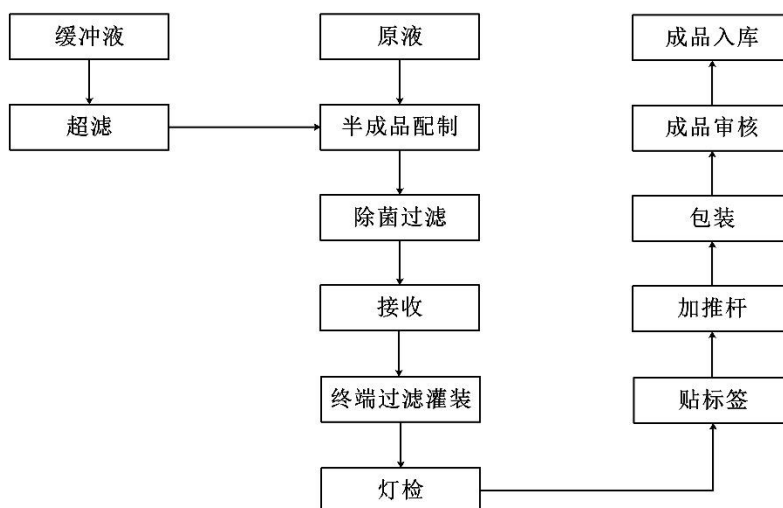 缓冲液
超滤
原液
半成品配制
除菌过滤
接收
终端过滤灌装
灯检
成品入库
成品审核
包装
加推杆
贴标签